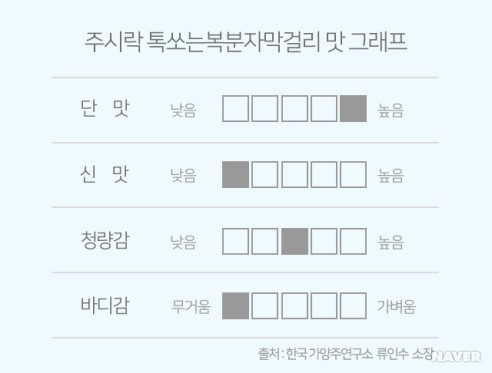 주시락 톡쏘는복분자막걸리 맛 그래프
단 맛 낮음 높음
신 맛 낮음 높음
청량감 낮음 높음
바디감 무거움 가벼움
출처 : 한국가양주연구소 류인수 소장
NAVER